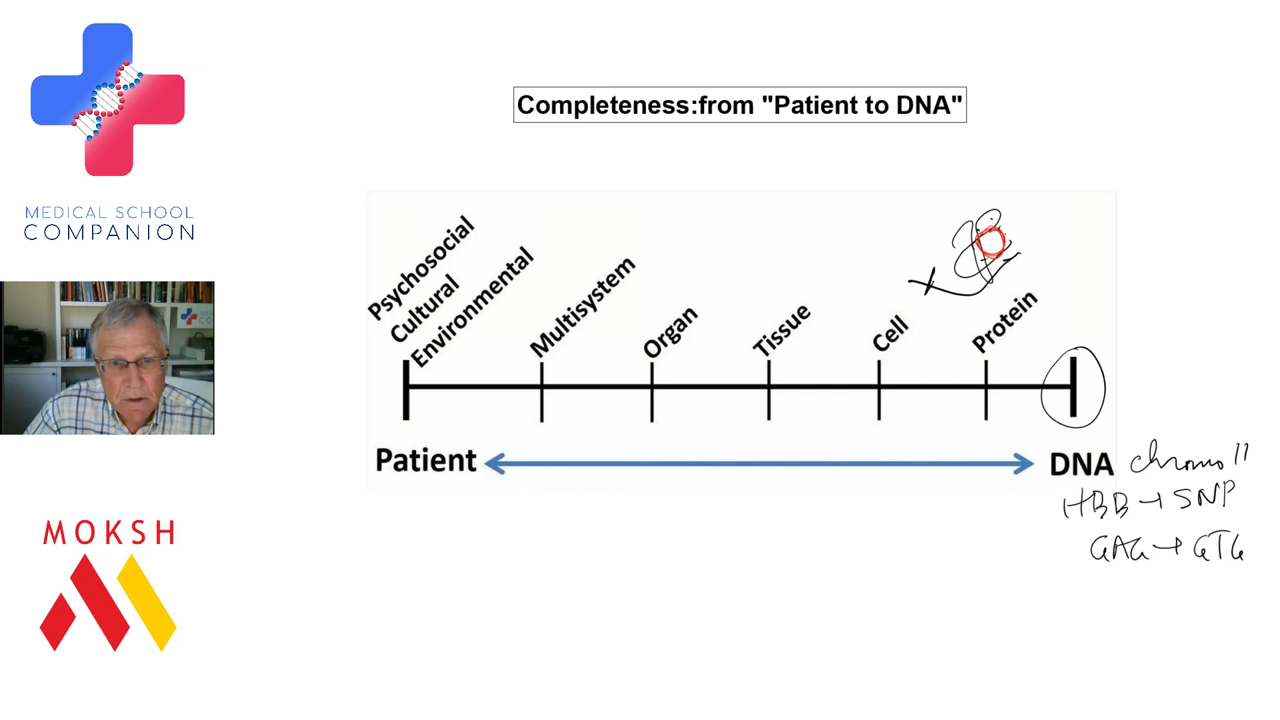 Completeness:from "Patient to DNA"
MEDICAL SCHOOL
COMPANION
Psychosocial
Cultural
Environmental
Multisystem
Organ
Tissue
Cell
Protein
Patient
DNA
chromo 11
HBB → SNP
GAG → GTG
MOKSH